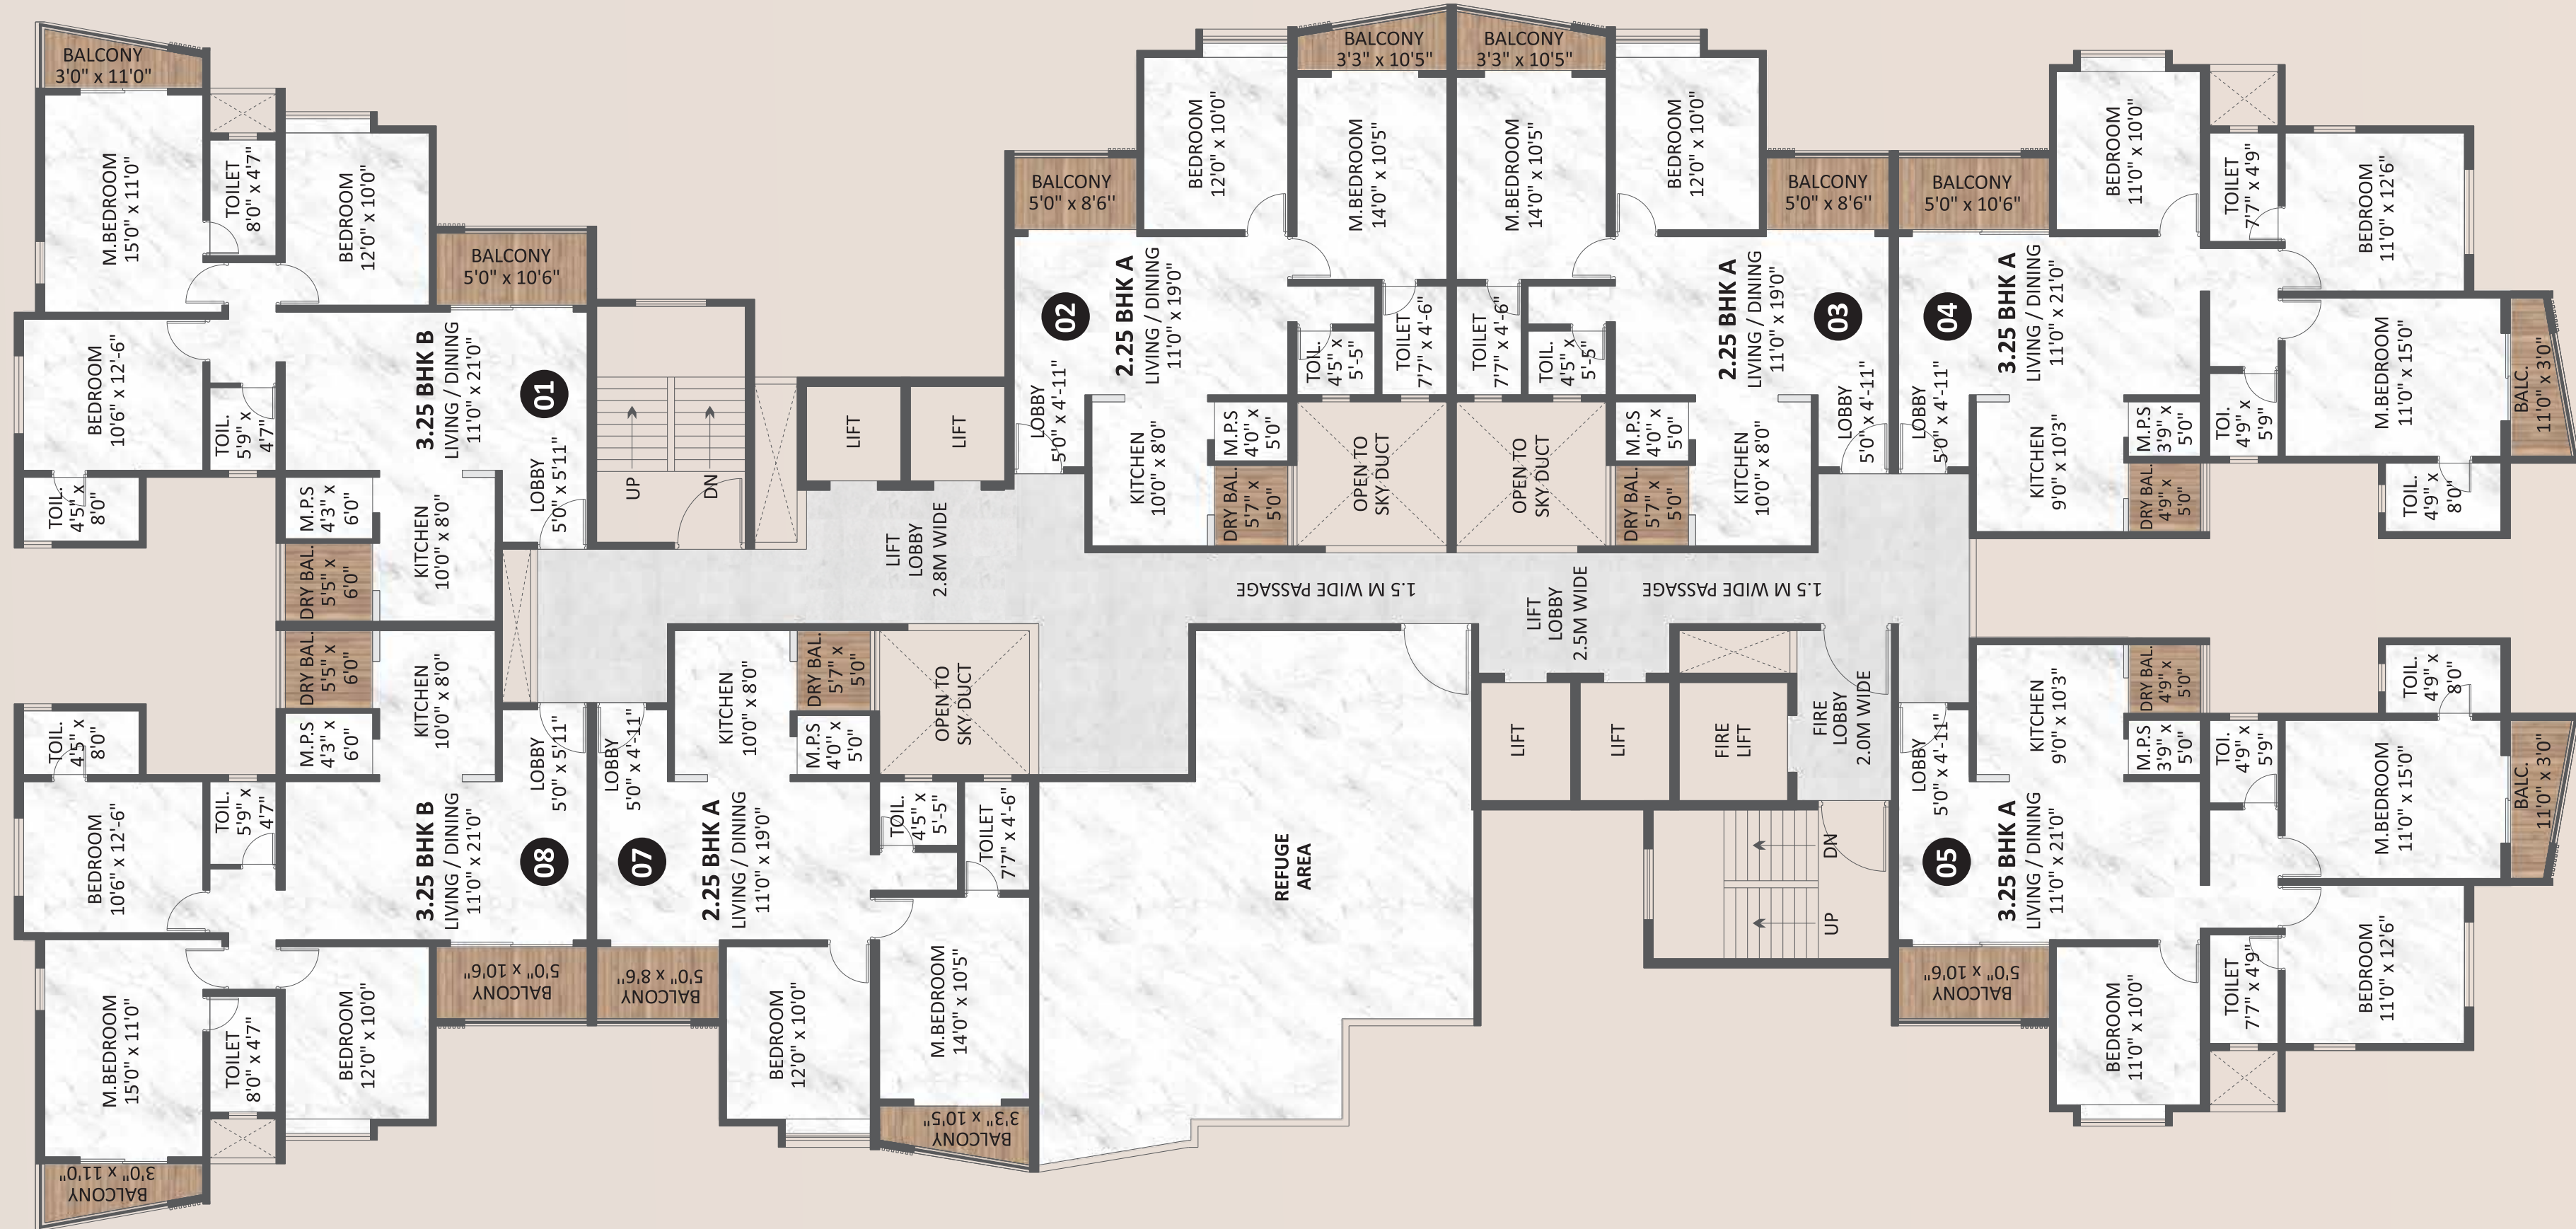 BALCONY
3'0" x 11'0"
M.BEDROOM
15'0" x 11'0"
TOILET
8'0" x 4'7"
BEDROOM
12'0" x 10'0"
BALCONY
5'0" x 10'6"
BEDROOM
10'6" x 12'-6"
TOIL.
5'9" x
4'7"
TOIL.
4'5" x
8'0"
3.25 BHK B
LIVING / DINING
11'0" x 21'0"
01
LOBBY
5'0" x 5'11"
M.P.S
4'3" x
6'0"
KITCHEN
10'0" x 8'0"
DRY BAL.
5'5" x
6'0"
UP
DN
LIFT
LIFT
LIFT
LOBBY
2.8M WIDE
BALCONY
5'0" x 8'6"
BEDROOM
12'0" x 10'0"
BALCONY
3'3" x 10'5"
M.BEDROOM
14'0" x 10'5"
02
2.25 BHK A
LIVING / DINING
11'0" x 19'0"
LOBBY
5'0" x 4'-11"
KITCHEN
10'0" x 8'0"
M.P.S
4'0" x
5'0"
DRY BAL.
5'7" x
5'0"
TOIL.
4'5" x
5'-5"
TOILET
7'7" x 4'-6"
OPEN TO
SKY DUCT
BALCONY
3'3" x 10'5"
M.BEDROOM
14'0" x 10'5"
BEDROOM
12'0" x 10'0"
BALCONY
5'0" x 8'6"
TOILET
7'7" x 4'-6"
TOIL.
4'5" x
5'-5"
OPEN TO
SKY DUCT
2.25 BHK A
LIVING / DINING
11'0" x 19'0"
03
LOBBY
5'0" x 4'-11"
M.P.S
4'0" x
5'0"
DRY BAL.
5'7" x
5'0"
KITCHEN
10'0" x 8'0"
BALCONY
5'0" x 10'6"
BEDROOM
11'0" x 10'0"
TOILET
7'7" x 4'9"
BEDROOM
11'0" x 12'6"
04
3.25 BHK A
LIVING / DINING
11'0" x 21'0"
LOBBY
5'0" x 4'-11"
KITCHEN
9'0" x 10'3"
M.P.S
3'9" x
5'0"
DRY BAL.
4'9" x
5'0"
TOI.
4'9" x
5'9"
M.BEDROOM
11'0" x 15'0"
BALC.
11'0" x 3'0"
TOIL.
4'9" x
8'0"
1.5 M WIDE PASSAGE
LIFT
LOBBY
2.5M WIDE
1.5 M WIDE PASSAGE
DRY BAL.
5'5" x
6'0"
KITCHEN
10'0" x 8'0"
M.P.S
4'3" x
6'0"
TOIL.
4'5" x
8'0"
BEDROOM
10'6" x 12'-6"
TOIL.
5'9" x
4'7"
3.25 BHK B
LIVING / DINING
11'0" x 21'0"
LOBBY
5'0" x 5'11"
08
M.BEDROOM
15'0" x 11'0"
TOILET
8'0" x 4'7"
BEDROOM
12'0" x 10'0"
BALCONY
5'0" x 10'6"
BALCONY
3'0" x 11'0"
LOBBY
5'0" x 4'-11"
07
2.25 BHK A
LIVING / DINING
11'0" x 19'0"
KITCHEN
10'0" x 8'0"
DRY BAL.
5'7" x
5'0"
M.P.S
4'0" x
5'0"
OPEN TO
SKY DUCT
TOIL.
4'5" x
5'-5"
TOILET
7'7" x 4'-6"
BALCONY
5'0" x 8'6"
BEDROOM
12'0" x 10'0"
M.BEDROOM
14'0" x 10'5"
BALCONY
3'3" x 10'5"
REFUGE
AREA
LIFT
LIFT
FIRE
LIFT
FIRE
LOBBY
2.0M WIDE
DN
UP
LOBBY
5'0" x 4'-11"
05
3.25 BHK A
LIVING / DINING
11'0" x 21'0"
KITCHEN
9'0" x 10'3"
DRY BAL.
4'9" x
5'0"
M.P.S
3'9" x
5'0"
TOI.
4'9" x
5'9"
TOIL.
4'9" x
8'0"
M.BEDROOM
11'0" x 15'0"
BALC.
11'0" x 3'0"
BALCONY
5'0" x 10'6"
BEDROOM
11'0" x 10'0"
TOILET
7'7" x 4'9"
BEDROOM
11'0" x 12'6"